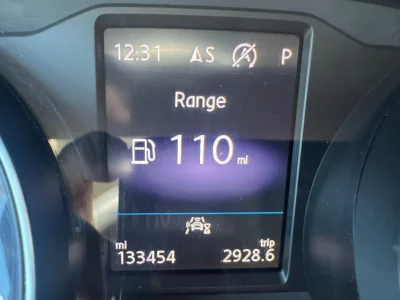 12:31 S P
Range
110 mi
mi trip
133454 2928.6